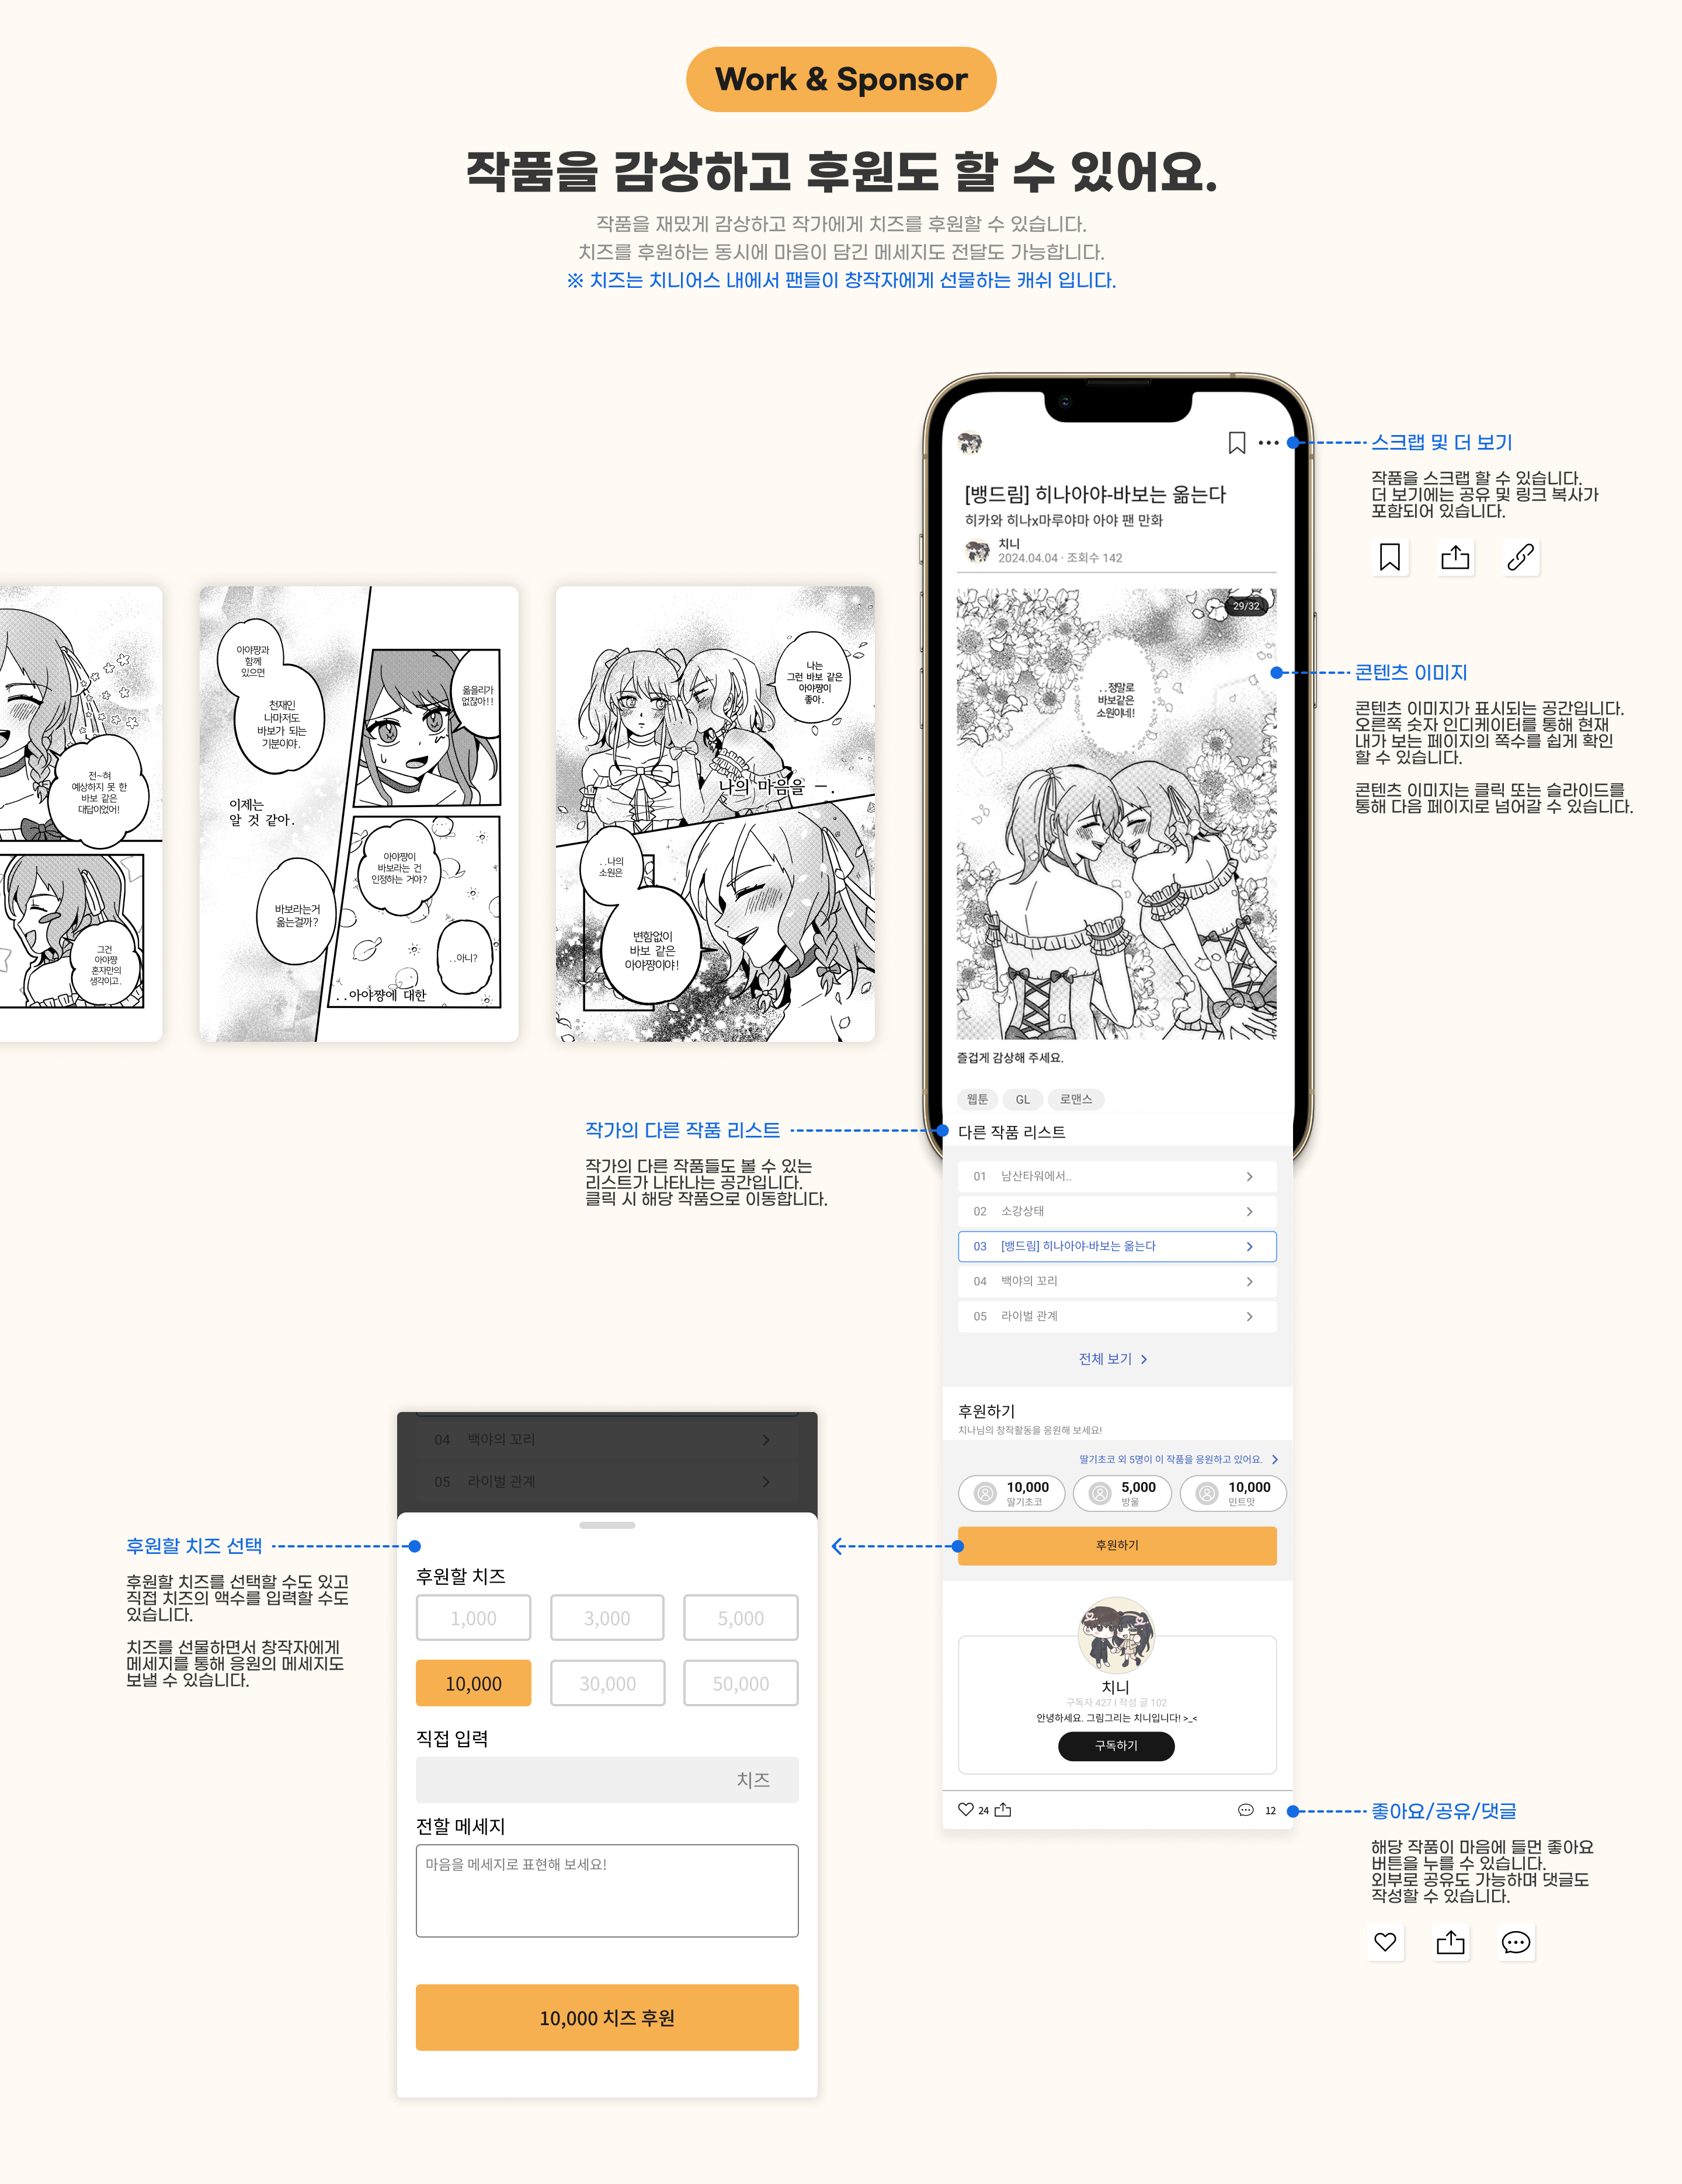 Work & Sponsor
작품을 감상하고 후원도 할 수 있어요.
작품을 재밌게 감상하고 작가에게 치즈를 후원할 수 있습니다.
치즈를 후원하는 동시에 마음이 담긴 메세지도 전달도 가능합니다.
※ 치즈는 치니어스 내에서 팬들이 창작자에게 선물하는 캐쉬 입니다.
스크랩 및 더 보기
작품을 스크랩 할 수 있습니다.
더 보기에는 공유 및 링크 복사가
포함되어 있습니다.
[뱅드림] 히나아야-바보는 옮는다
히카와 히나x마루야마 아야 팬 만화
치니
2024.04.04 · 조회수 142
29/32
..정말로
바보같은
소원이네!
콘텐츠 이미지
콘텐츠 이미지가 표시되는 공간입니다.
오른쪽 숫자 인디케이터를 통해 현재
내가 보는 페이지의 쪽수를 쉽게 확인
할 수 있습니다.
콘텐츠 이미지는 클릭 또는 슬라이드를
통해 다음 페이지로 넘어갈 수 있습니다.
전~혀
예상하지 못 한
바보 같은
대답이었어!
그건
아야쨩
혼자만의
생각이고.
아야쨩과
함께
있으면
천재인
나마저도
바보가 되는
기분이야.
옮을리가
없잖아!!
이제는
알 것 같아.
바보라는거
옮는걸까?
아야쨩이
바보라는 건
인정하는 거야?
..아니?
..아야쨩에 대한
나는
그런 바보 같은
아야쨩이
좋아.
나의 마음을 ー.
..나의
소원은
변함없이
바보 같은
아야쨩이야!
즐겁게 감상해 주세요.
웹툰
GL
로맨스
작가의 다른 작품 리스트
작가의 다른 작품들도 볼 수 있는
리스트가 나타나는 공간입니다.
클릭 시 해당 작품으로 이동합니다.
다른 작품 리스트
01 남산타워에서..
02 소강상태
03 [뱅드림] 히나아야-바보는 옮는다
04 백야의 꼬리
05 라이벌 관계
전체 보기
후원하기
치나님의 창작활동을 응원해 보세요!
딸기초코 외 5명이 이 작품을 응원하고 있어요.
10,000
딸기초코
5,000
방울
10,000
민트맛
후원하기
치니
구독자 427 I 작성 글 102
안녕하세요. 그림그리는 치니입니다! >_<
구독하기
24
12
좋아요/공유/댓글
해당 작품이 마음에 들면 좋아요
버튼을 누를 수 있습니다.
외부로 공유도 가능하며 댓글도
작성할 수 있습니다.
후원할 치즈 선택
후원할 치즈를 선택할 수도 있고
직접 치즈의 액수를 입력할 수도
있습니다.
치즈를 선물하면서 창작자에게
메세지를 통해 응원의 메세지도
보낼 수 있습니다.
04 백야의 꼬리
05 라이벌 관계
후원할 치즈
1,000
3,000
5,000
10,000
30,000
50,000
직접 입력
치즈
전할 메세지
마음을 메세지로 표현해 보세요!
10,000 치즈 후원